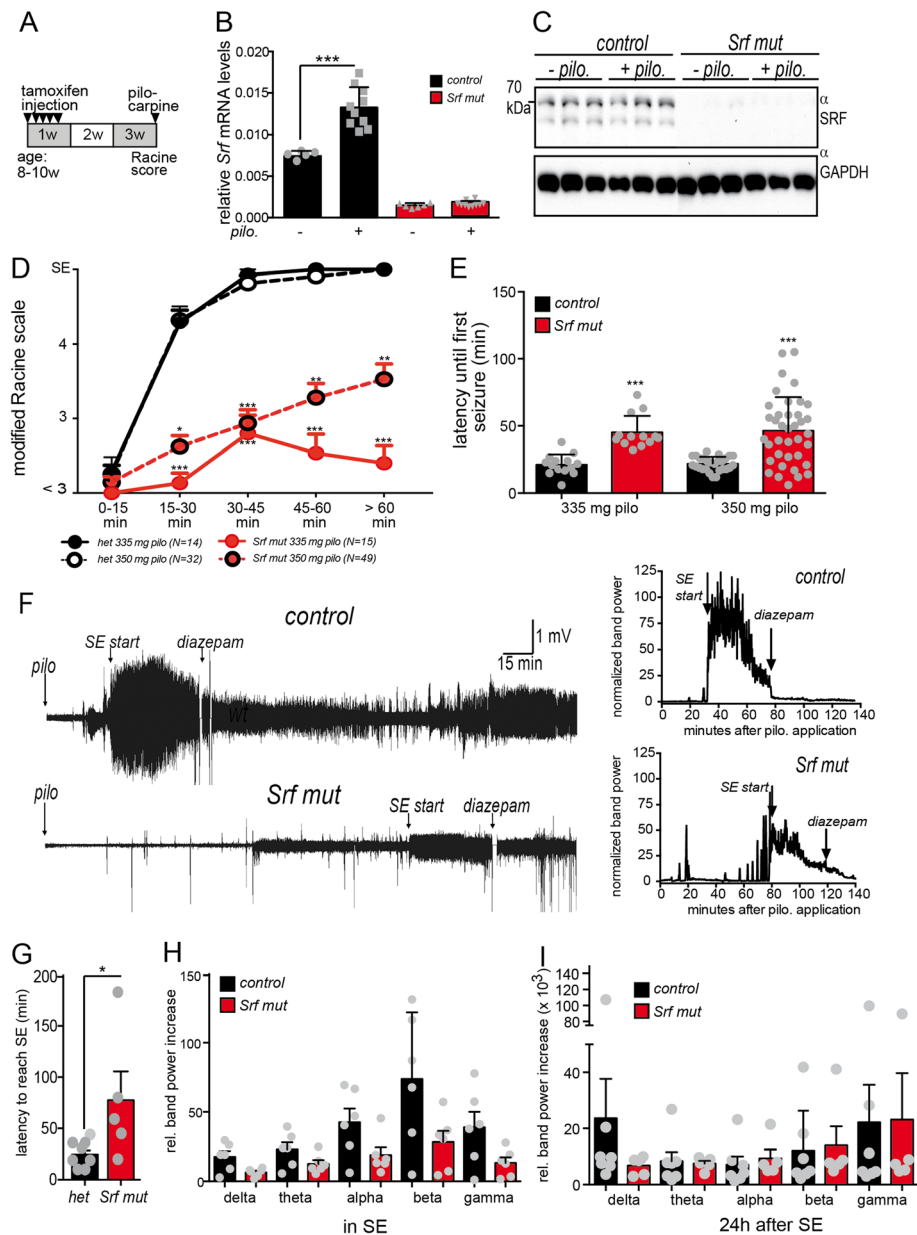 A
tamoxifen
injection
pilo-
carpine
1w 2w 3w
age:
8-10w
Racine
score
B
relative Srf mRNA levels
0.020
0.015
0.010
0.005
0.000
***
control
Srf mut
pilo. - + - +
C
control Srf mut
- pilo. + pilo. - pilo. + pilo.
70
kDa
α
SRF
α
GAPDH
D
modified Racine scale
SE
4
3
< 3
* ** **
*** *** *** *** ***
0-15 15-30 30-45 45-60 > 60
min min min min min
het 335 mg pilo (N=14) Srf mut 335 mg pilo (N=15)
het 350 mg pilo (N=32) Srf mut 350 mg pilo (N=49)
E
latency until first
seizure (min)
150
100
50
0
control
Srf mut
*** ***
335 mg pilo 350 mg pilo
F
control
pilo SE start diazepam
1 mV
15 min
wt
Srf mut
pilo SE start diazepam
normalized band power
125
100
75
50
25
0
SE
start
control
diazepam
0 20 40 60 80 100 120 140
minutes after pilo. application
normalized band power
125
100
75
50
25
0
Srf mut
SE start
diazepam
0 20 40 60 80 100 120 140
minutes after pilo. application
G
latency to reach SE (min)
200
150
100
50
0
*
het Srf mut
H
rel. band power increase
150
100
50
0
control
Srf mut
delta theta alpha beta gamma
in SE
I
rel. band power increase (x 10³)
140
120
100
80
50
40
20
10
0
control
Srf mut
delta theta alpha beta gamma
24h after SE